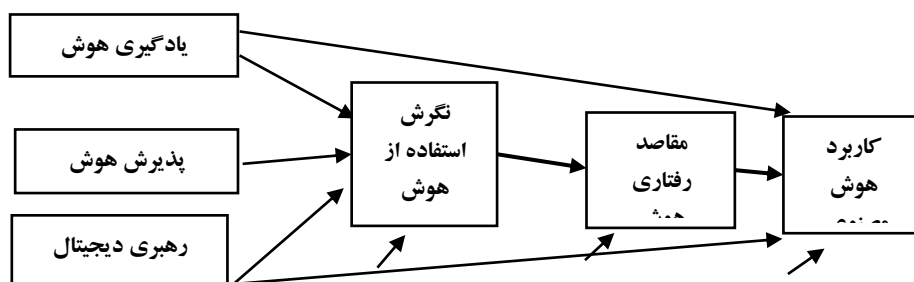 یادگیری هوش
پذیرش هوش
رهبری دیجیتال
نگرش
استفاده از
هوش
مقاصد
رفتاری
کاربرد
هوش